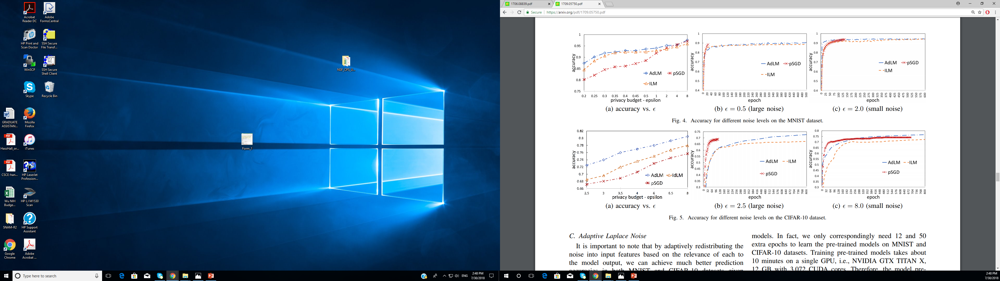 Acrobat Reader DC
Adobe FormsCentral
HP Print and Scan Doctor
SSH Secure File Transf...
WinSCP
SSH Secure Shell Client
Skype
Recycle Bin
GRADUATE ASSISTAN...
Mozilla Firefox
HassHall_or...
iTunes
CSCE-han...
HP LaserJet Profession...
Wu NIH Budge...
HP LJ M1530 Scan
SNAM-R2
HP Support Assistant
Google Chrome
Adobe Acrobat ...
NSF_CPS_U...
Form_1
Type here to search
ENG
2:48 PM
7/30/2018
1706.08839.pdf
1709.05750.pdf
Secure
https://arxiv.org/pdf/1709.05750.pdf
accuracy
1
0.95
0.9
0.85
0.8
0.75
AdLM pSGD
ILM
0.2 0.25 0.3 0.35 0.4 0.45 0.5 1 2 4 8
privacy budget - epsilon
(a) accuracy vs. ϵ
accuracy
1
0.9
0.8
0.7
0.6
0.5
0.4
AdLM pSGD
ILM
0 20 40 60 80 100 120 140 160 180 200 220 240 260 280 300 320 340 360 380 400 420 440 460 480 500
epoch
(b) ϵ = 0.5 (large noise)
accuracy
1
0.9
0.8
0.7
0.6
0.5
0.4
AdLM pSGD
ILM
0 25 50 75 100 125 150 175 200 225 250 275 300 325 350 375 400 425 450 475 500 525 550 575 600
epoch
(c) ϵ = 2.0 (small noise)
Fig. 4. Accuracy for different noise levels on the MNIST dataset.
accuracy
0.82
0.8
0.78
0.76
0.74
0.72
0.7
0.68
0.66
AdLM IdLM
pSGD
2.5 3 3.5 4 6 6.5 8
privacy budget - epsilon
(a) accuracy vs. ϵ
accuracy
0.75
0.7
0.65
0.6
0.55
0.5
0.45
0.4
0.35
0.3
AdLM ILM
pSGD
0 32 64 96 128 160 192 224 256 288 320 352 384 416 448 480 512 544 576 608 640 672 704 736 768 800
epoch
(b) ϵ = 2.5 (large noise)
accuracy
0.8
0.75
0.7
0.65
0.6
0.55
0.5
0.45
0.4
0.35
0.3
AdLM ILM
pSGD
0 32 64 96 128 160 192 224 256 288 320 352 384 416 448 480 512 544 576 608 640 672 704 736 768 800
epoch
(c) ϵ = 8.0 (small noise)
Fig. 5. Accuracy for different noise levels on the CIFAR-10 dataset.
C. Adaptive Laplace Noise
It is important to note that by adaptively redistributing the
noise into input features based on the relevance of each to
the model output, we can achieve much better prediction
accuracies in both MNIST and CIFAR-10 datasets given
models. In fact, we only correspondingly need 12 and 50
extra epochs to learn the pre-trained models on MNIST and
CIFAR-10 datasets. Training pre-trained models takes about
10 minutes on a single GPU, i.e., NVIDIA GTX TITAN X,
12 GB with 3,072 CUDA cores. Therefore, the model pre-
2:48 PM
7/30/2018